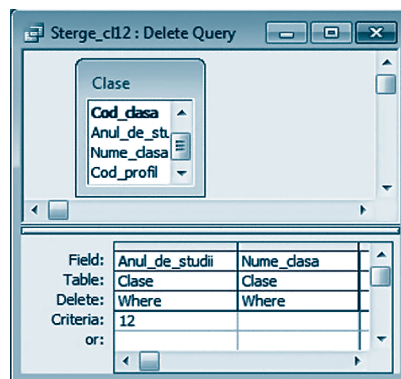 Sterge_cl12 : Delete Query
Clase
Cod_clasa
Anul_de_stu
Nume_clasa
Cod_profil
Field: Anul_de_studii Nume_clasa
Table: Clase Clase
Delete: Where Where
Criteria: 12
or: